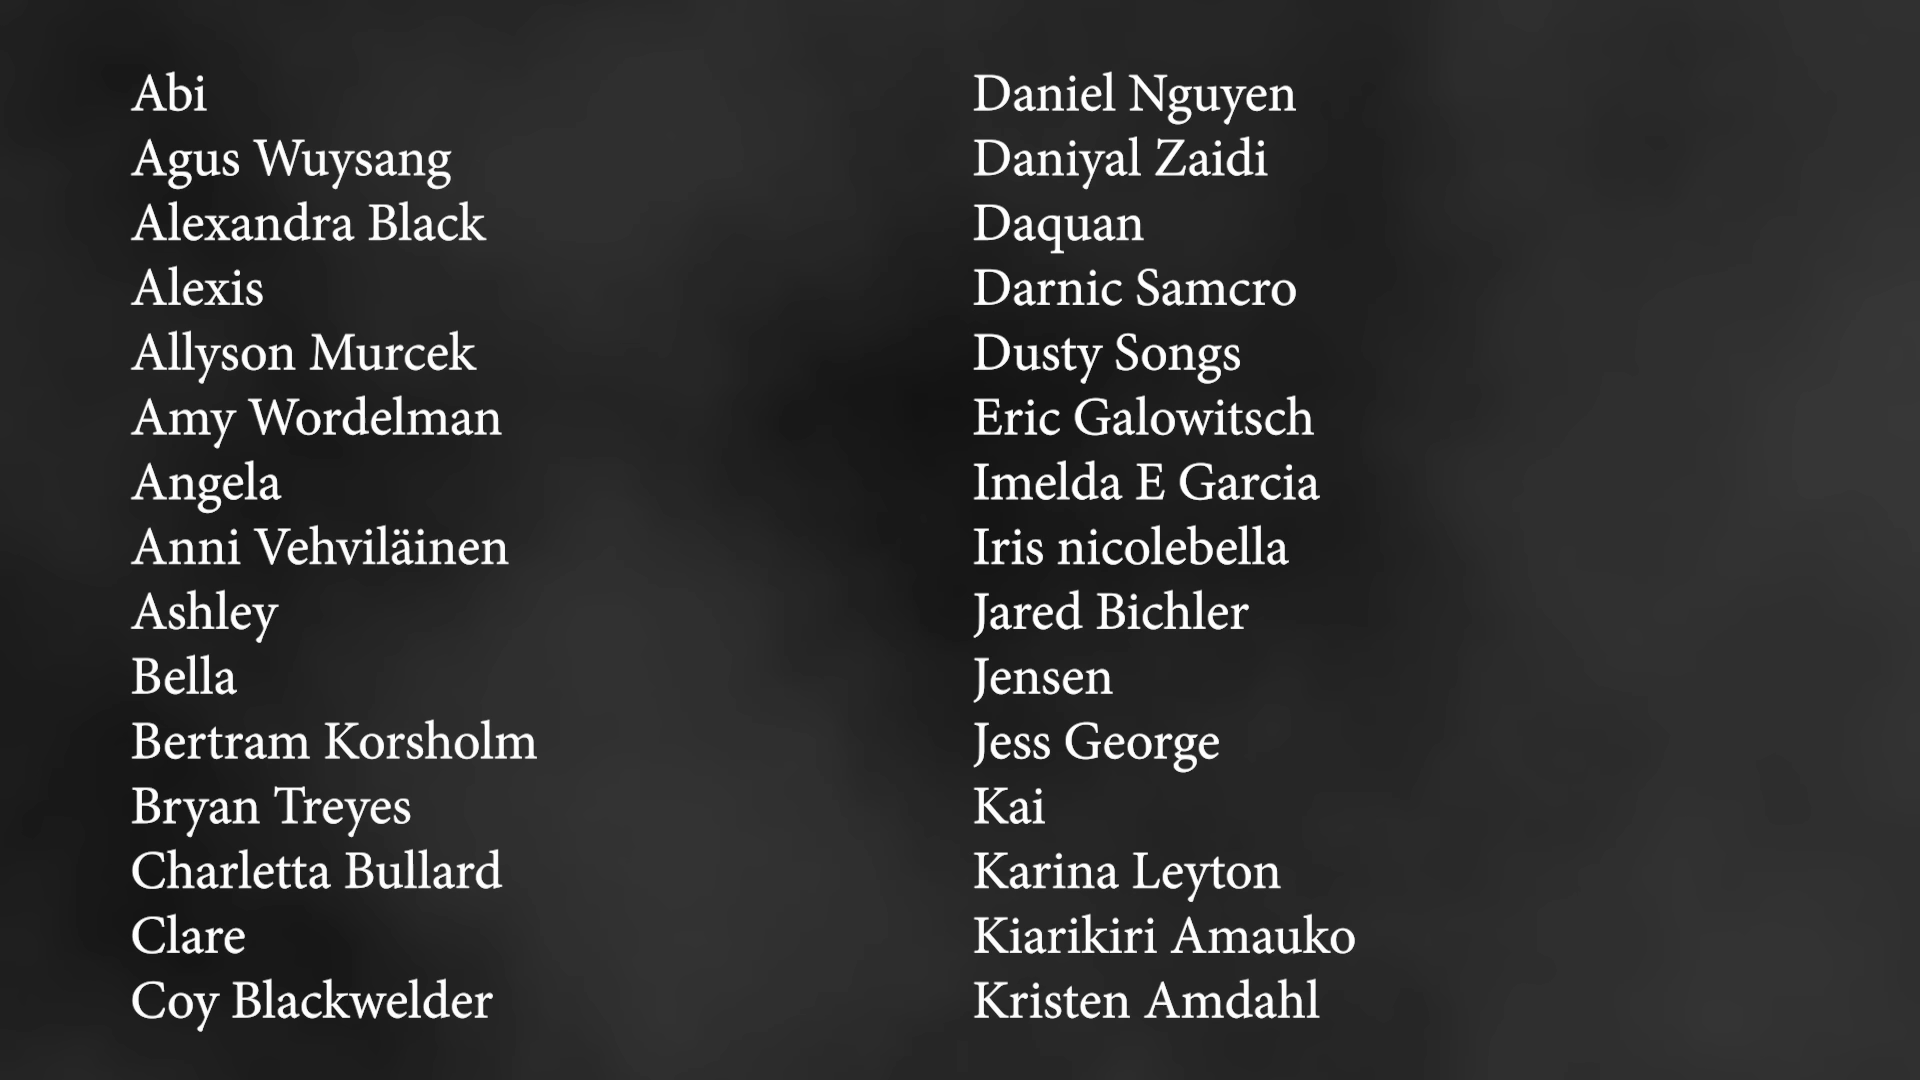 Abi
Agus Wuysang
Alexandra Black
Alexis
Allyson Murcek
Amy Wordelman
Angela
Anni Vehviläinen
Ashley
Bella
Bertram Korsholm
Bryan Treyes
Charletta Bullard
Clare
Coy Blackwelder
Daniel Nguyen
Daniyal Zaidi
Daquan
Darnic Samcro
Dusty Songs
Eric Galowitsch
Imelda E Garcia
Iris nicolebella
Jared Bichler
Jensen
Jess George
Kai
Karina Leyton
Kiarikiri Amauko
Kristen Amdahl